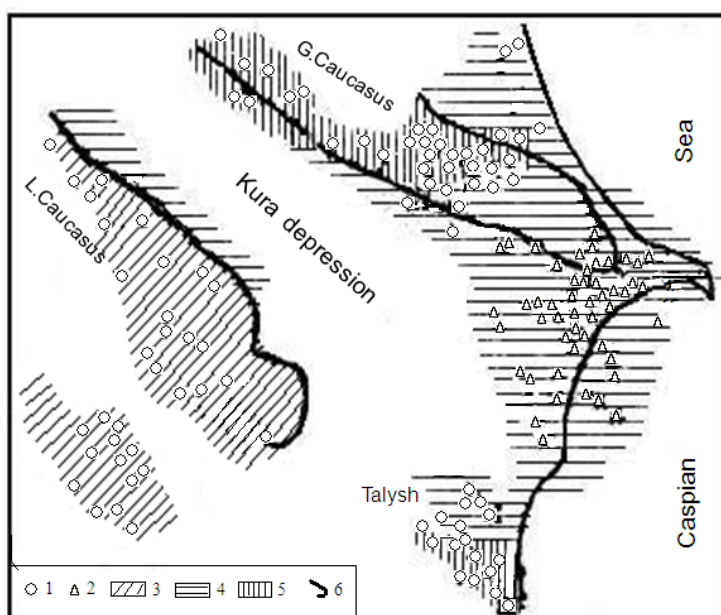 G.Caucasus
Sea
L.Caucasus
Kura depression
Talysh
Caspian
1 2 3 4 5 6